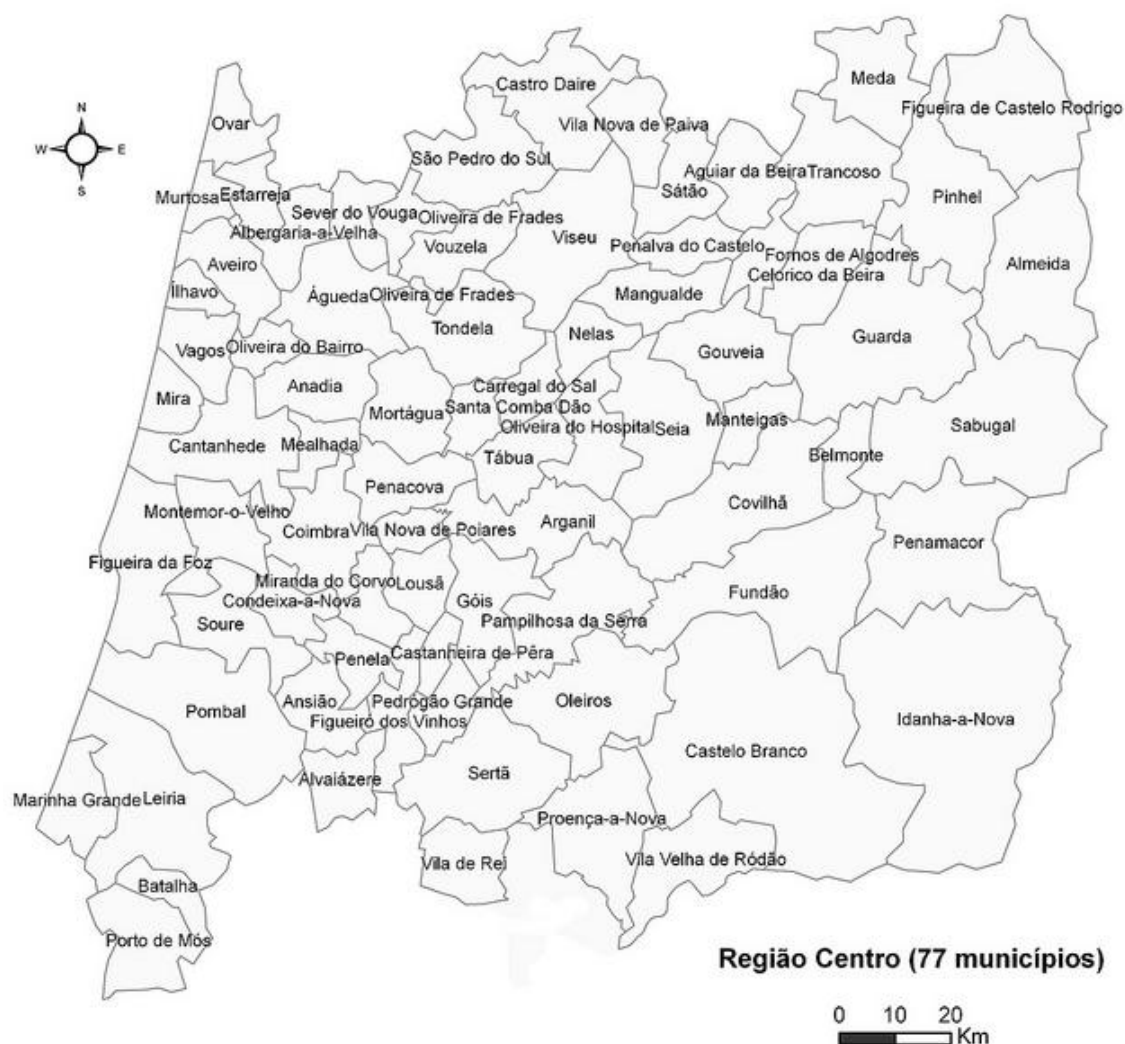 Meda
Castro Daire
Figueira de Castelo Rodrigo
N
Ovar
Vila Nova de Paiva
W
E
São Pedro do Sul
S
Aguiar da Beira
Trancoso
Murtosa
Estarreja
Sátão
Pinhel
Sever do Vouga
Oliveira de Frades
Albergaria-a-Velha
Viseu
Vouzela
Penalva do Castelo
Fornos de Algodres
Aveiro
Almeida
Celorico da Beira
Ílhavo
Águeda
Oliveira de Frades
Mangualde
Tondela
Nelas
Guarda
Vagos
Oliveira do Bairro
Gouveia
Anadia
Carregal do Sal
Mira
Mortágua
Santa Comba Dão
Manteigas
Oliveira do Hospital
Seia
Sabugal
Cantanhede
Mealhada
Tábua
Belmonte
Penacova
Covilhã
Montemor-o-Velho
Arganil
Coimbra
Vila Nova de Poiares
Penamacor
Figueira da Foz
Miranda do Corvo
Lousã
Fundão
Condeixa-a-Nova
Góis
Soure
Pampilhosa da Serra
Penela
Castanheira de Pêra
Ansião
Pedrógão Grande
Oleiros
Pombal
Figueiró dos Vinhos
Idanha-a-Nova
Castelo Branco
Sertã
Alvaiázere
Marinha Grande
Leiria
Proença-a-Nova
Vila de Rei
Vila Velha de Ródão
Batalha
Porto de Mós
Região Centro (77 municípios)
0 10 20
Km